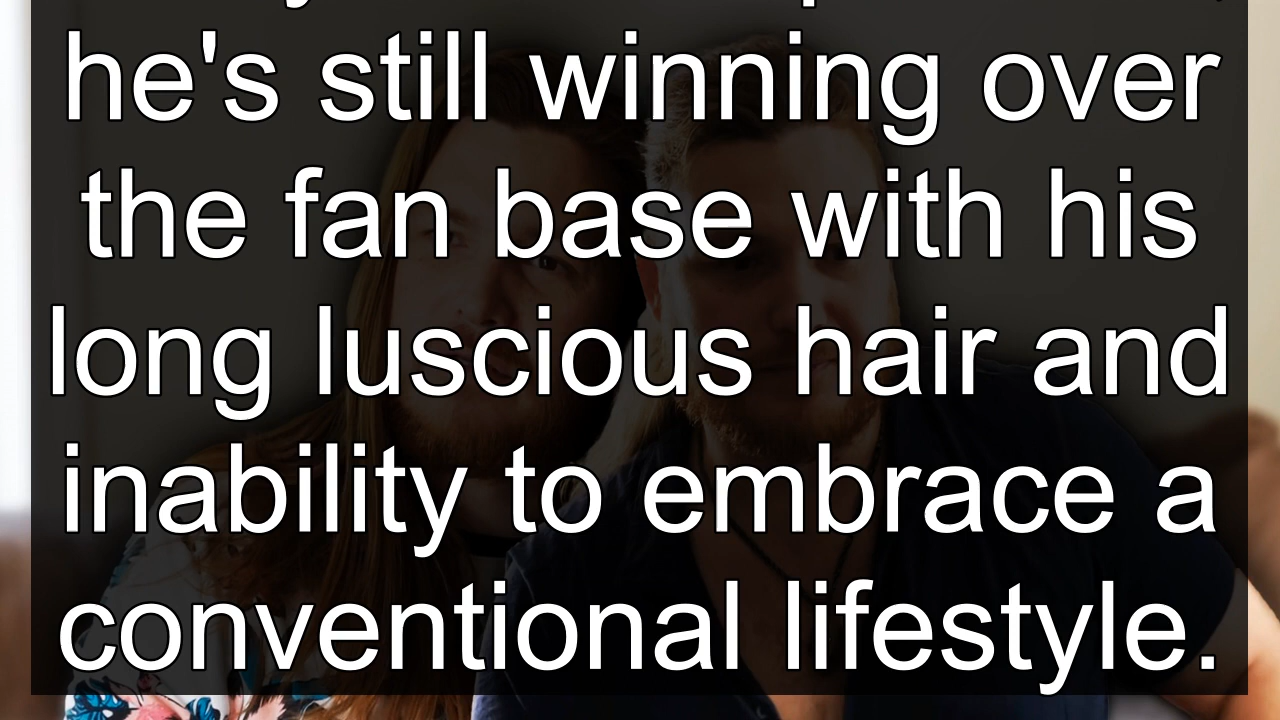 he's still winning over
the fan base with his
long luscious hair and
inability to embrace a
conventional lifestyle.